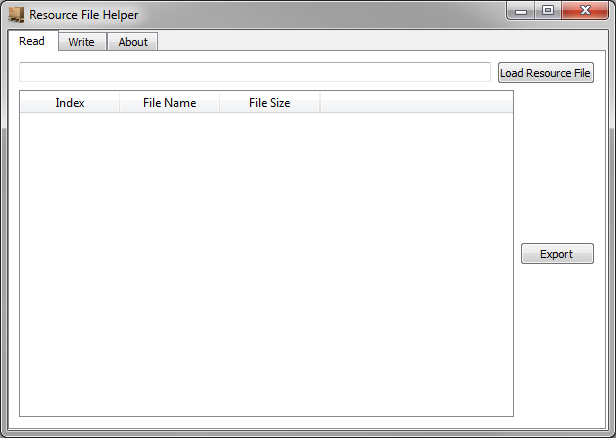 Resource File Helper
Read Write About
Load Resource File
Index File Name File Size
Export